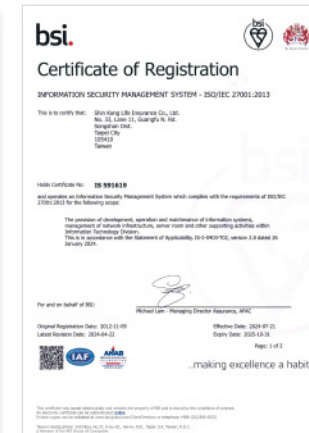 bsi.
bsi
Certificate of Registration
INFORMATION SECURITY MANAGEMENT SYSTEM - ISO/IEC 27001:2013
This is to certify that:
Shin Kong Life Insurance Co., Ltd.
No. 33, Lane 11, Guangfu N. Rd.
Songshan Dist.
Taipei City
105410
Taiwan
Holds Certificate No:
IS 591619
and operates an Information Security Management System which complies with the requirements of ISO/IEC
27001:2013 for the following scope:
The provision of development, operation and maintenance of information systems,
management of network infrastructure, server room and other supporting activities within
Information Technology Division.
This is in accordance with the Statement of Applicability, version 2.8 dated 26
January 2024.
For and on behalf of BSI:
Michael Lam - Managing Director Assurance, APAC
Original Registration Date: 2012-11-09
Effective Date: 2024-07-21
Latest Revision Date: 2024-04-22
Expiry Date: 2025-10-31
Page: 1 of 2
IAF
ANAB
...making excellence a habit